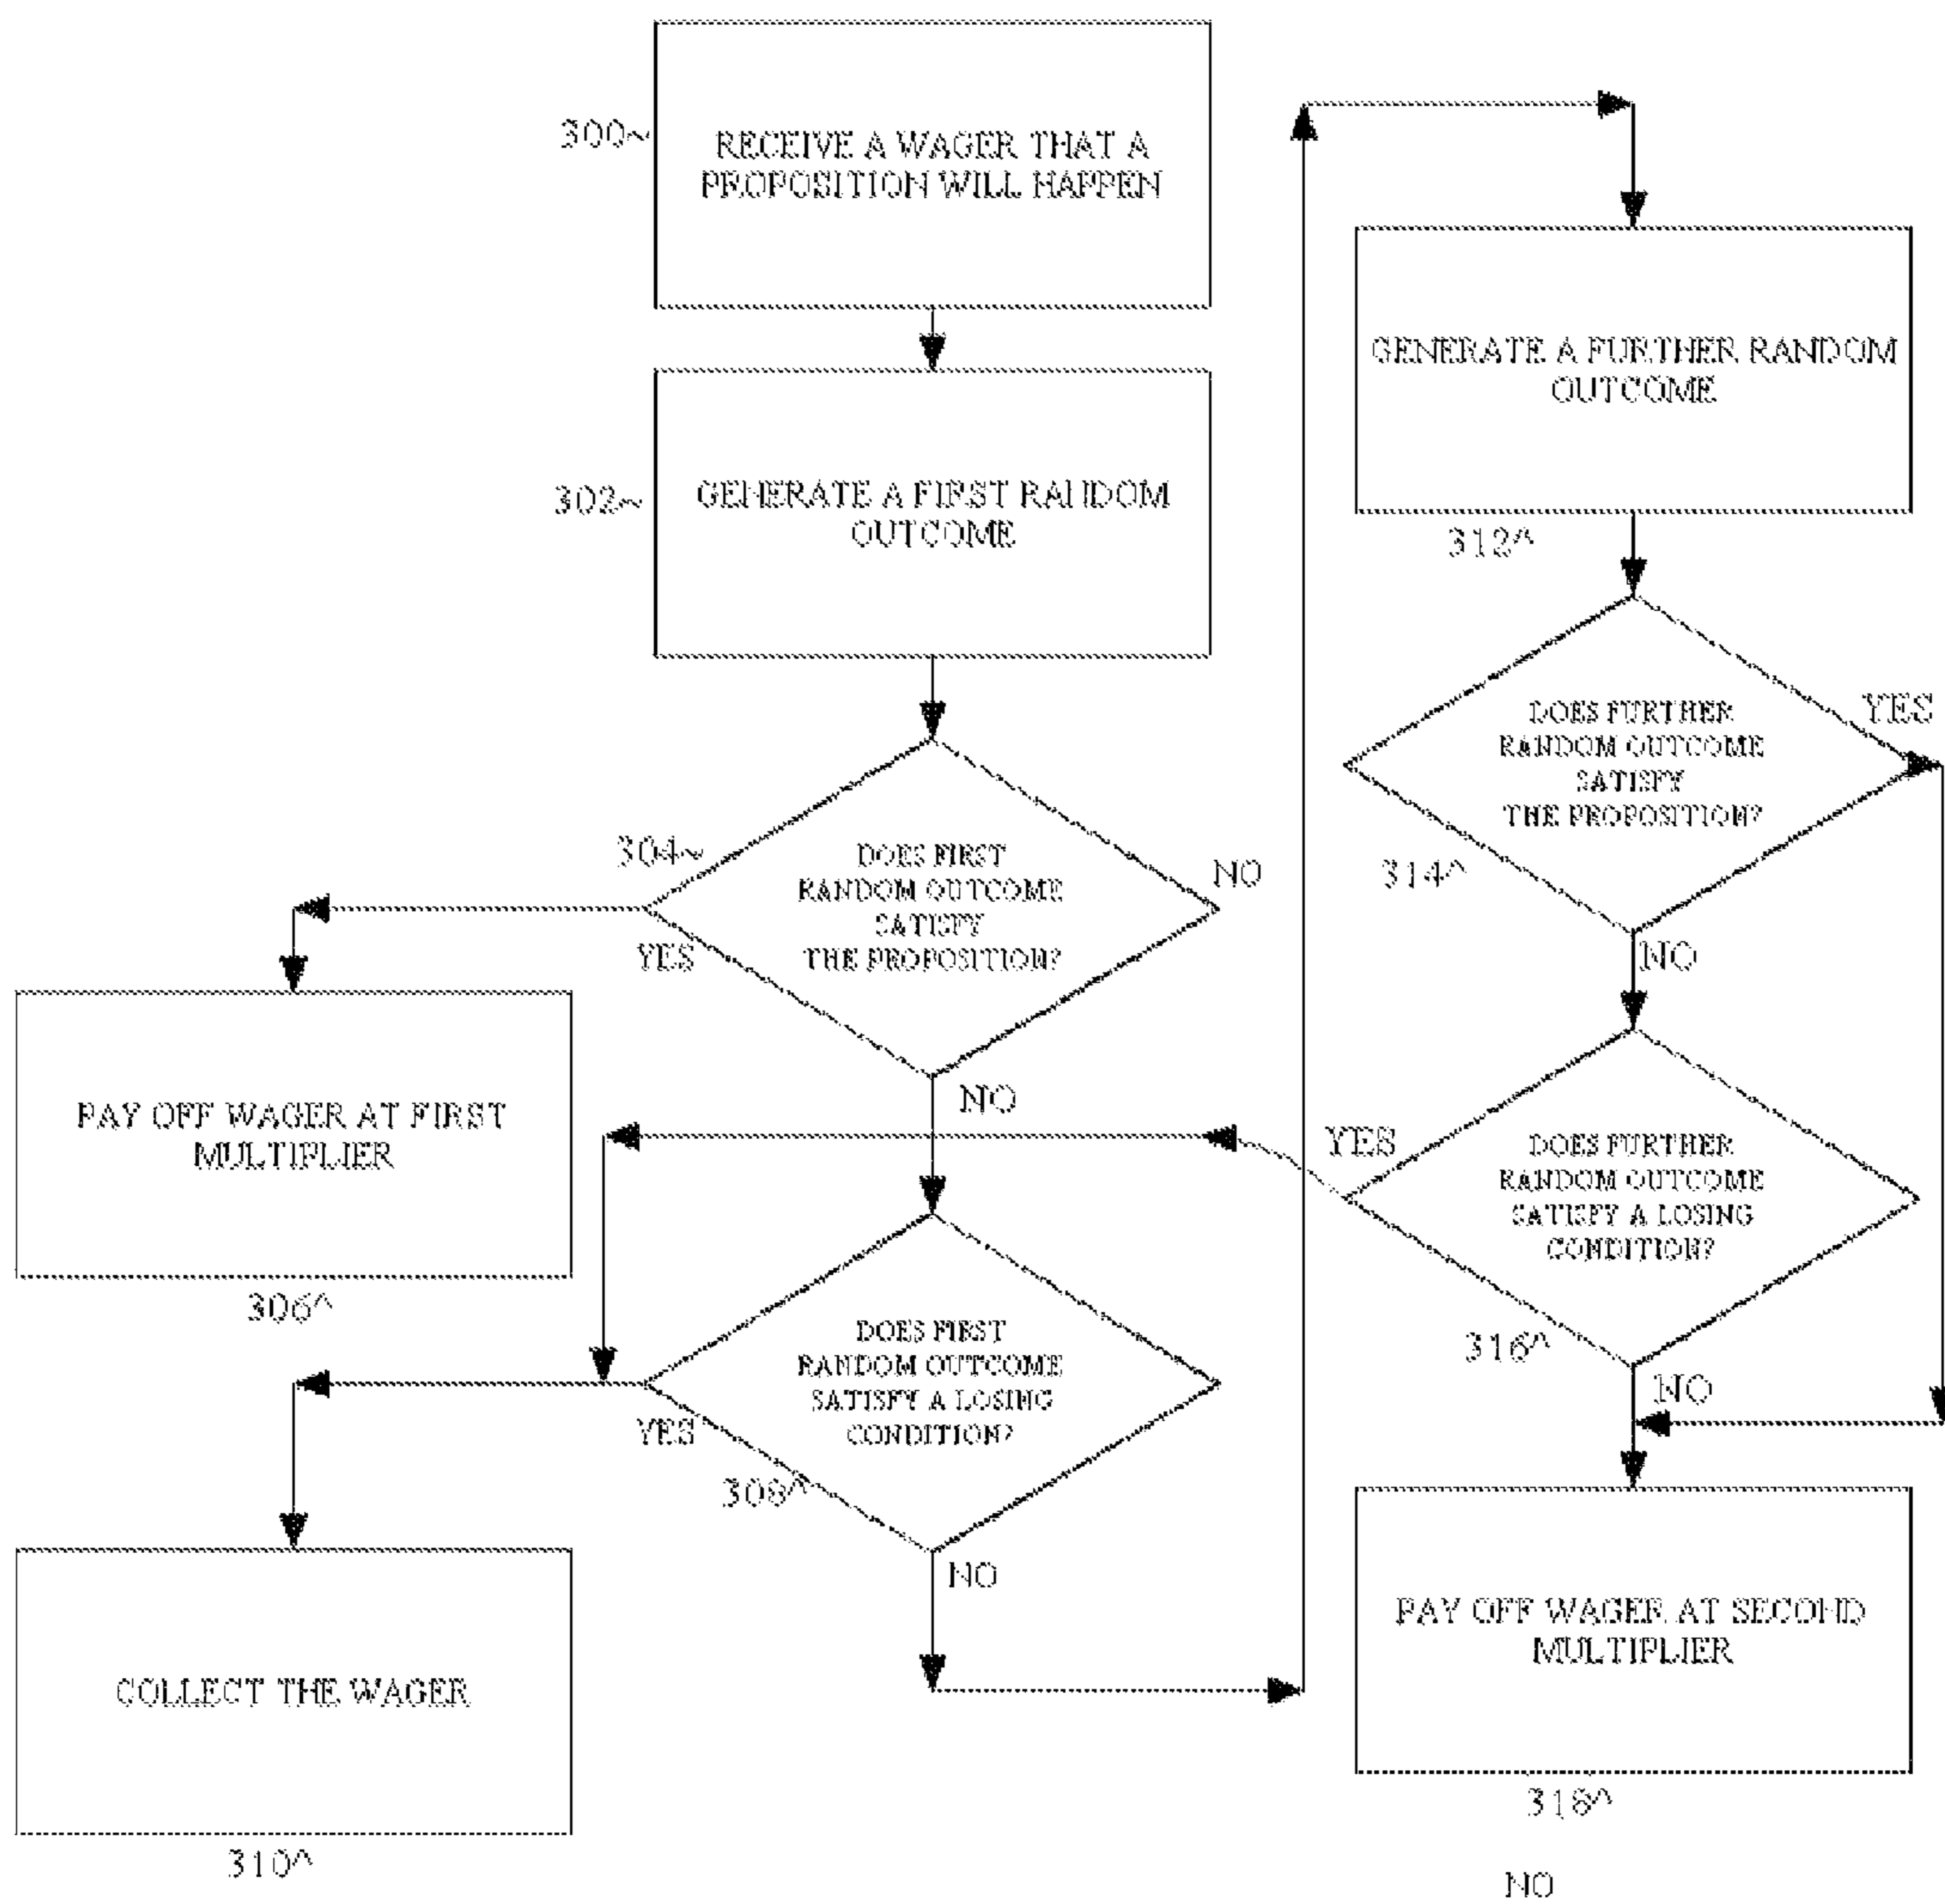 300~
RECEIVE A WAGER THAT A
PROPOSITION WILL HAPPEN
302~
GENERATE A FIRST RANDOM
OUTCOME
304~
DOES FIRST
RANDOM OUTCOME
SATISFY
THE PROPOSITION?
NO
YES
NO
PAY OFF WAGER AT FIRST
MULTIPLIER
306^
DOES FIRST
RANDOM OUTCOME
SATISFY A LOSING
CONDITION?
YES
308^
NO
COLLECT THE WAGER
310^
GENERATE A FURTHER RANDOM
OUTCOME
312^
DOES FURTHER
RANDOM OUTCOME
SATISFY
THE PROPOSITION?
YES
314^
NO
YES
DOES FURTHER
RANDOM OUTCOME
SATISFY A LOSING
CONDITION?
316^
NO
PAY OFF WAGER AT SECOND
MULTIPLIER
318^
NO